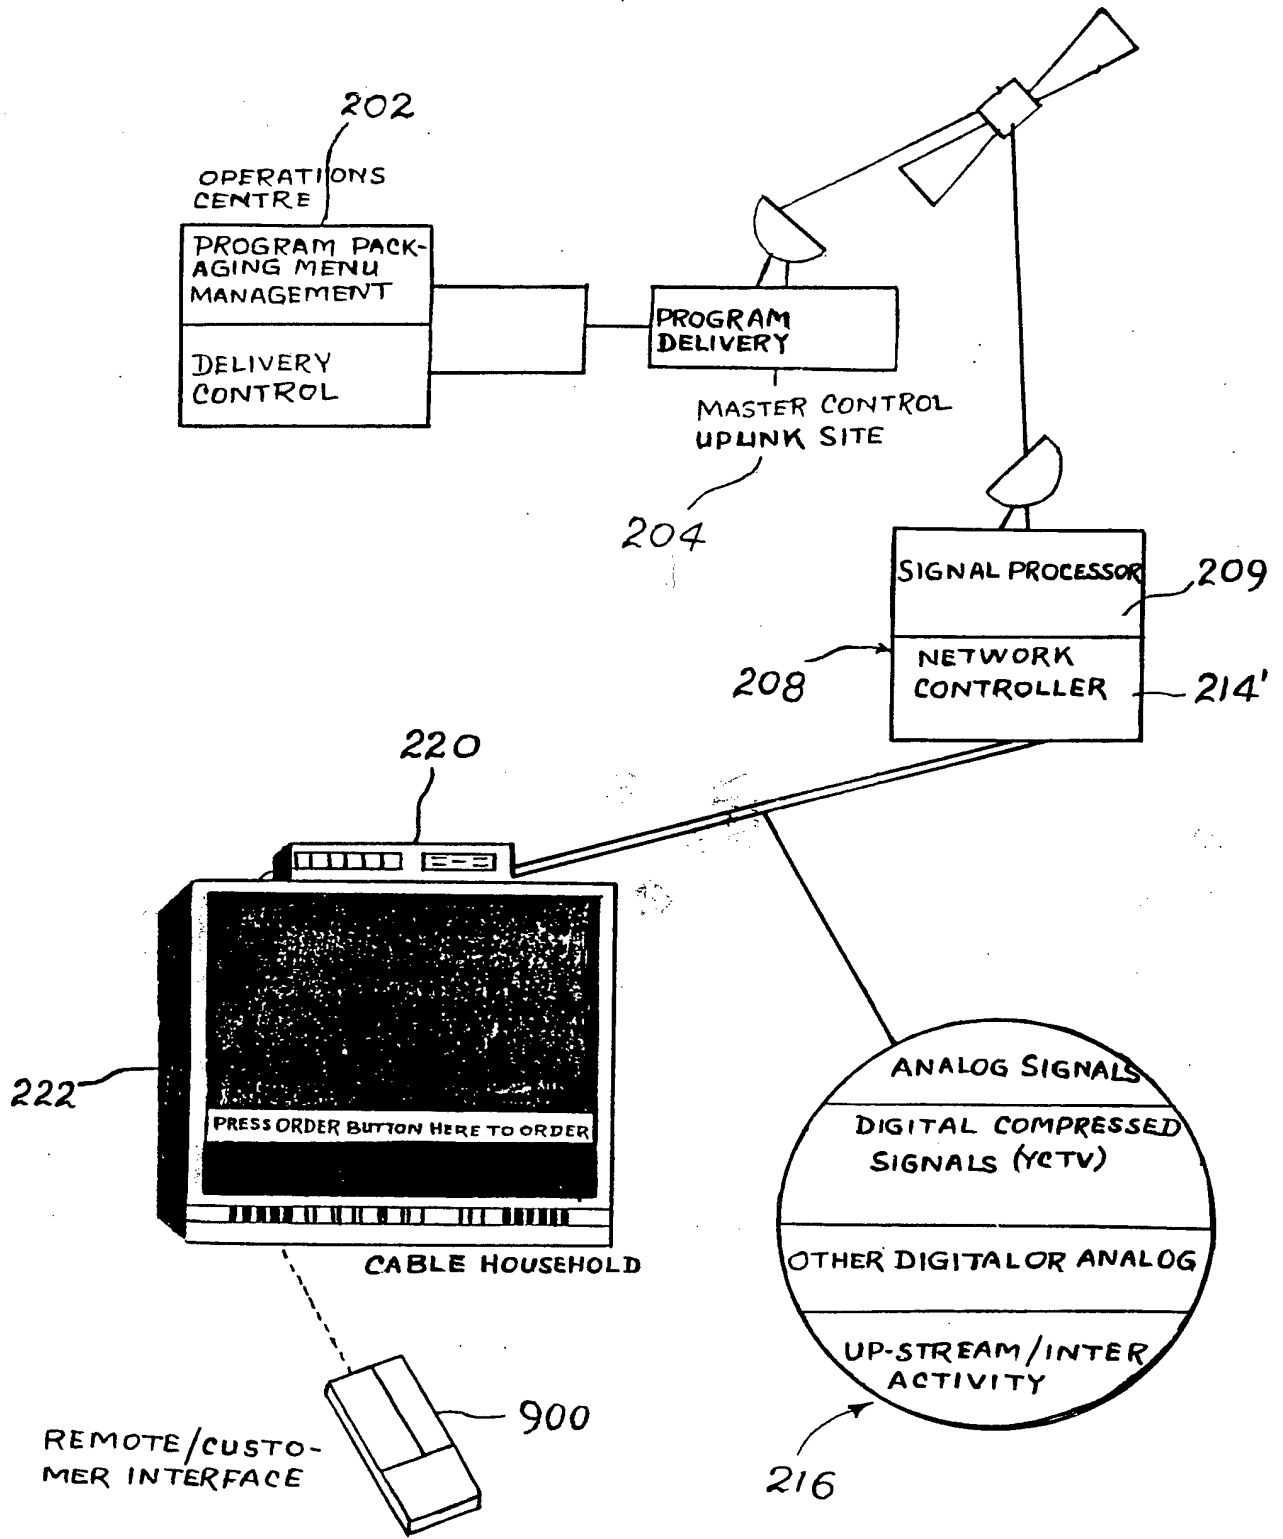 202
OPERATIONS
CENTRE
PROGRAM PACK-
AGING MENU
MANAGEMENT
DELIVERY
CONTROL
PROGRAM
DELIVERY
MASTER CONTROL
UPLINK SITE
204
SIGNAL PROCESSOR
209
208
NETWORK
CONTROLLER
214'
220
222
PRESS ORDER BUTTON HERE TO ORDER
CABLE HOUSEHOLD
ANALOG SIGNALS
DIGITAL COMPRESSED
SIGNALS (YCTV)
OTHER DIGITAL OR ANALOG
UP-STREAM/INTER
ACTIVITY
216
900
REMOTE/CUSTO-
MER INTERFACE